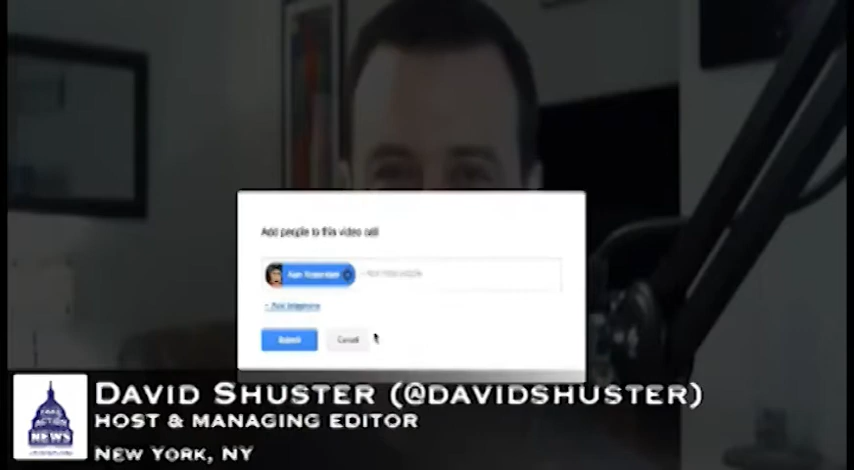 Add people to this video call
+ Add telephone
Submit
Cancel
DAVID SHUSTER (@DAVIDSHUSTER)
HOST & MANAGING EDITOR
NEWS
NEW YORK, NY